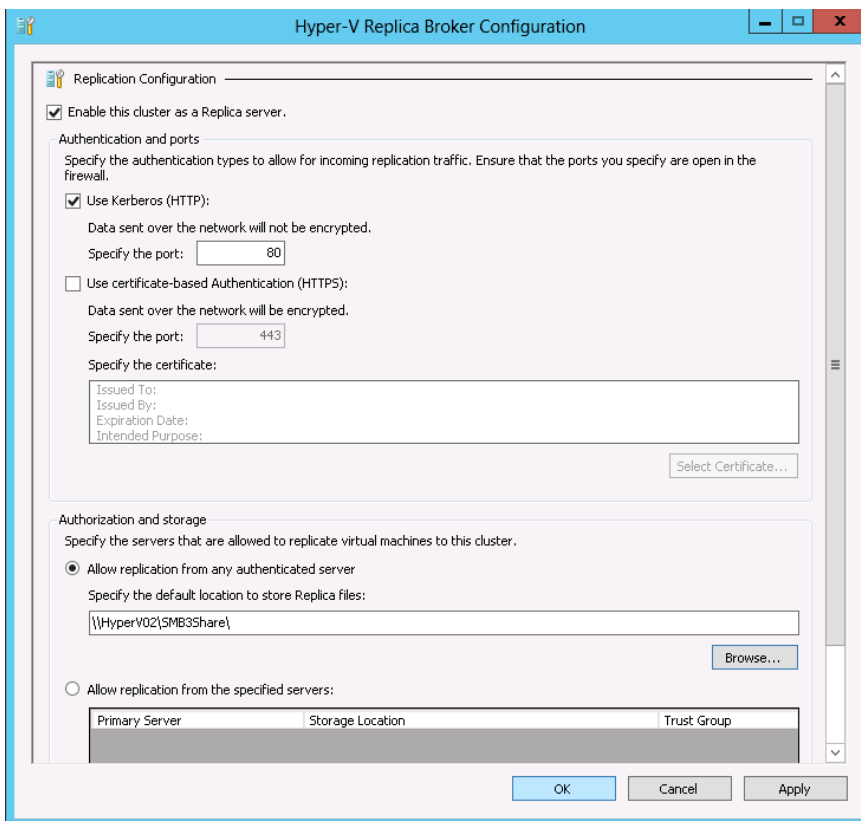 Hyper-V Replica Broker Configuration
x
Replication Configuration
Enable this cluster as a Replica server.
Authentication and ports
Specify the authentication types to allow for incoming replication traffic. Ensure that the ports you specify are open in the
firewall.
Use Kerberos (HTTP):
Data sent over the network will not be encrypted.
Specify the port: 80
Use certificate-based Authentication (HTTPS):
Data sent over the network will be encrypted.
Specify the port: 443
Specify the certificate:
Issued To:
Issued By:
Expiration Date:
Intended Purpose:
Select Certificate...
Authorization and storage
Specify the servers that are allowed to replicate virtual machines to this cluster.
Allow replication from any authenticated server
Specify the default location to store Replica files:
\\HyperV02\SMB3Share\
Browse...
Allow replication from the specified servers:
Primary Server Storage Location Trust Group
OK Cancel Apply